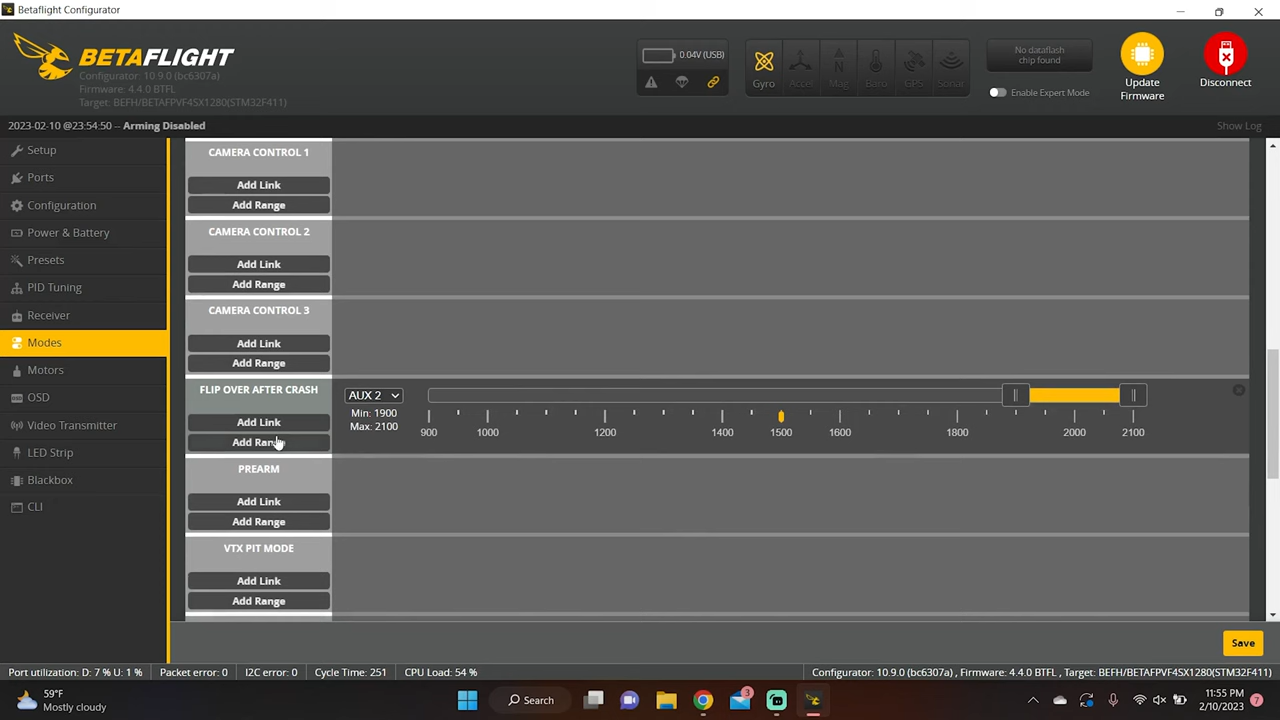 Betaflight Configurator
BETAFLIGHT
Configurator: 10.9.0 (bc6307a)
Firmware: 4.4.0 BTFL
Target: BEFH/BETAFPVF4SX1280(STM32F411)
0.04V (USB)
Gyro
Accel
Mag
Baro
GPS
Sonar
No dataflash
chip found
Enable Expert Mode
Update
Firmware
Disconnect
2023-02-10 @23:54:50 -- Arming Disabled
Show Log
Setup
Ports
Configuration
Power & Battery
Presets
PID Tuning
Receiver
Modes
Motors
OSD
Video Transmitter
LED Strip
Blackbox
CLI
CAMERA CONTROL 1
Add Link
Add Range
CAMERA CONTROL 2
Add Link
Add Range
CAMERA CONTROL 3
Add Link
Add Range
FLIP OVER AFTER CRASH
Add Link
Add Range
AUX 2
Min: 1900
Max: 2100
900 1000 1200 1400 1500 1600 1800 2000 2100
PREARM
Add Link
Add Range
VTX PIT MODE
Add Link
Add Range
Save
Port utilization: D: 7 % U: 1 %
Packet error: 0
I2C error: 0
Cycle Time: 251
CPU Load: 54 %
Configurator: 10.9.0 (bc6307a) , Firmware: 4.4.0 BTFL , Target: BEFH/BETAFPVF4SX1280(STM32F411)
59°F
Mostly cloudy
Search
3
11:55 PM
2/10/2023
7